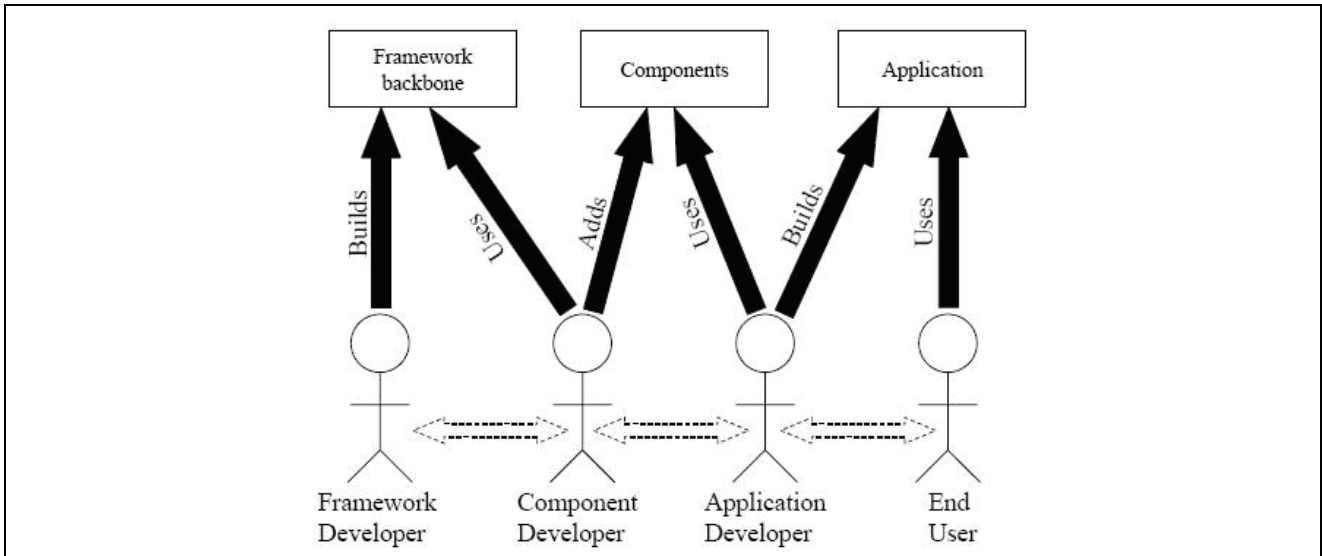 Framework
backbone
Components
Application
Builds
Uses
Adds
Uses
Builds
Uses
Framework
Developer
Component
Developer
Application
Developer
End
User